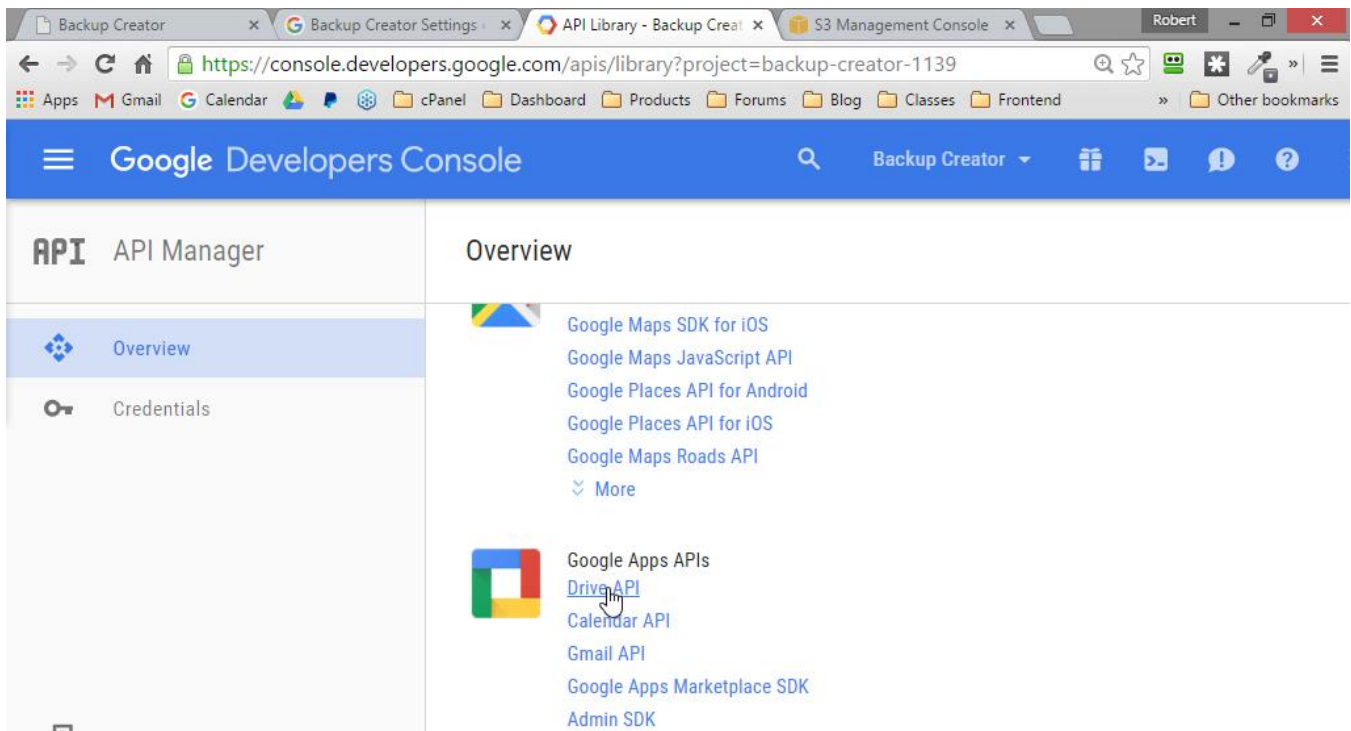 Backup Creator
Backup Creator Settings
API Library - Backup Creat
S3 Management Console
Robert
https://console.developers.google.com/apis/library?project=backup-creator-1139
Apps Gmail Calendar cPanel Dashboard Products Forums Blog Classes Frontend » Other bookmarks
Google Developers Console
Backup Creator
API API Manager
Overview
Overview
Credentials
Google Maps SDK for iOS
Google Maps JavaScript API
Google Places API for Android
Google Places API for iOS
Google Maps Roads API
More
Google Apps APIs
Drive API
Calendar API
Gmail API
Google Apps Marketplace SDK
Admin SDK